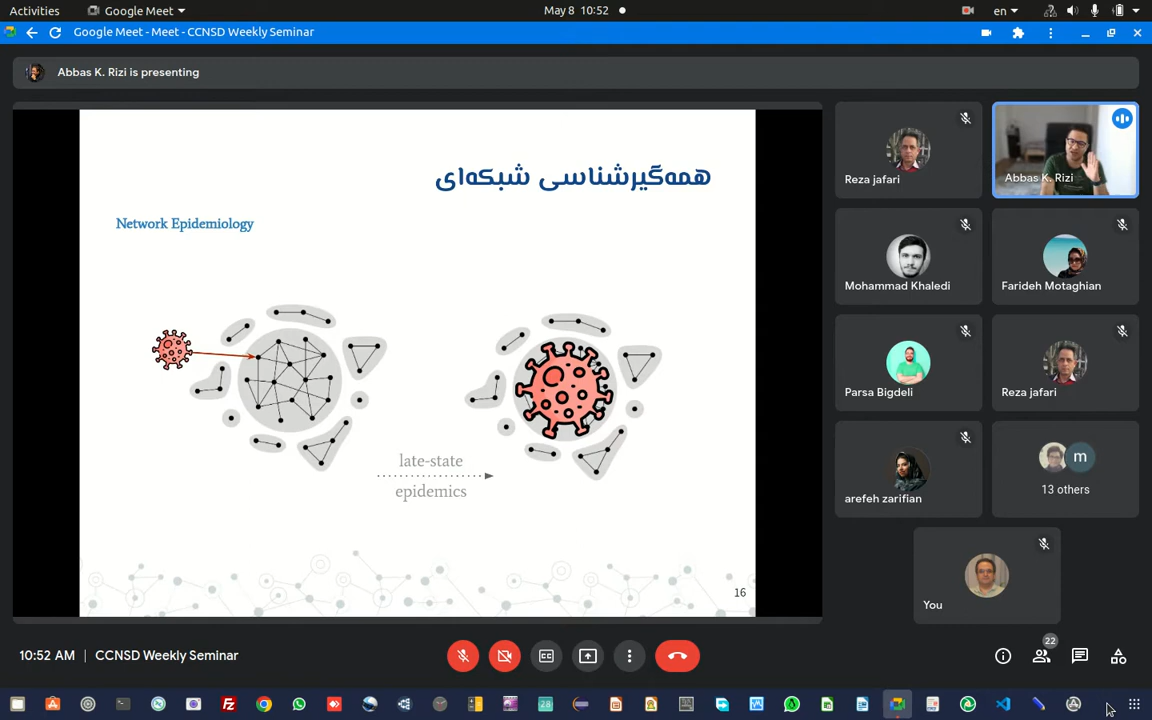 Activities
Google Meet
May 8 10:52
en
Google Meet - Meet - CCNSD Weekly Seminar
Abbas K. Rizi is presenting
همه‌گیرشناسی شبکه‌ای
Network Epidemiology
late-state
epidemics
16
Reza jafari
Abbas K. Rizi
Mohammad Khaledi
Farideh Motaghian
Parsa Bigdeli
Reza jafari
arefeh zarifian
m
13 others
You
10:52 AM | CCNSD Weekly Seminar
22